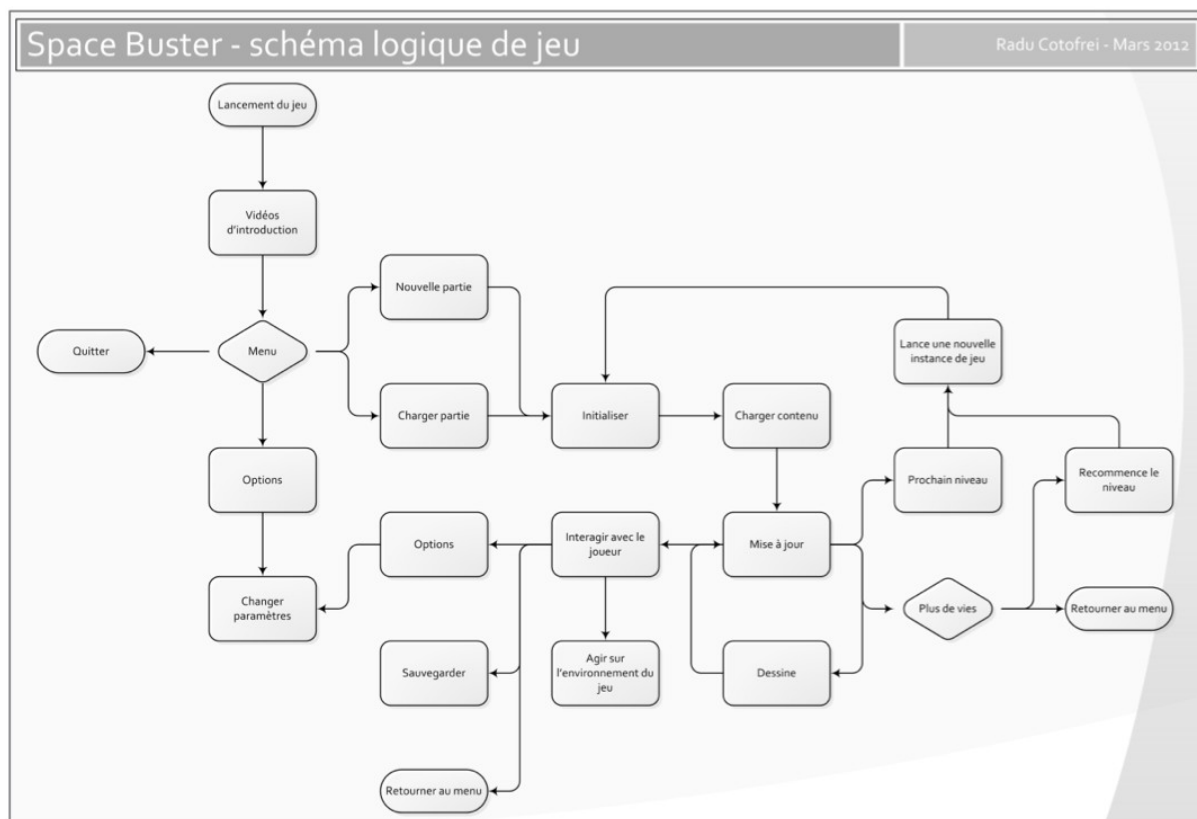 Space Buster - schéma logique de jeu
Radu Cotofrei - Mars 2012
Lancement du jeu
Vidéos
d'introduction
Nouvelle partie
Quitter
Menu
Lance une nouvelle
instance de jeu
Charger partie
Initialiser
Charger contenu
Options
Prochain niveau
Recommence le
niveau
Options
Interagir avec le
joueur
Mise à jour
Changer
paramètres
Plus de vies
Retourner au menu
Sauvegarder
Agir sur
l'environnement du
jeu
Dessine
Retourner au menu